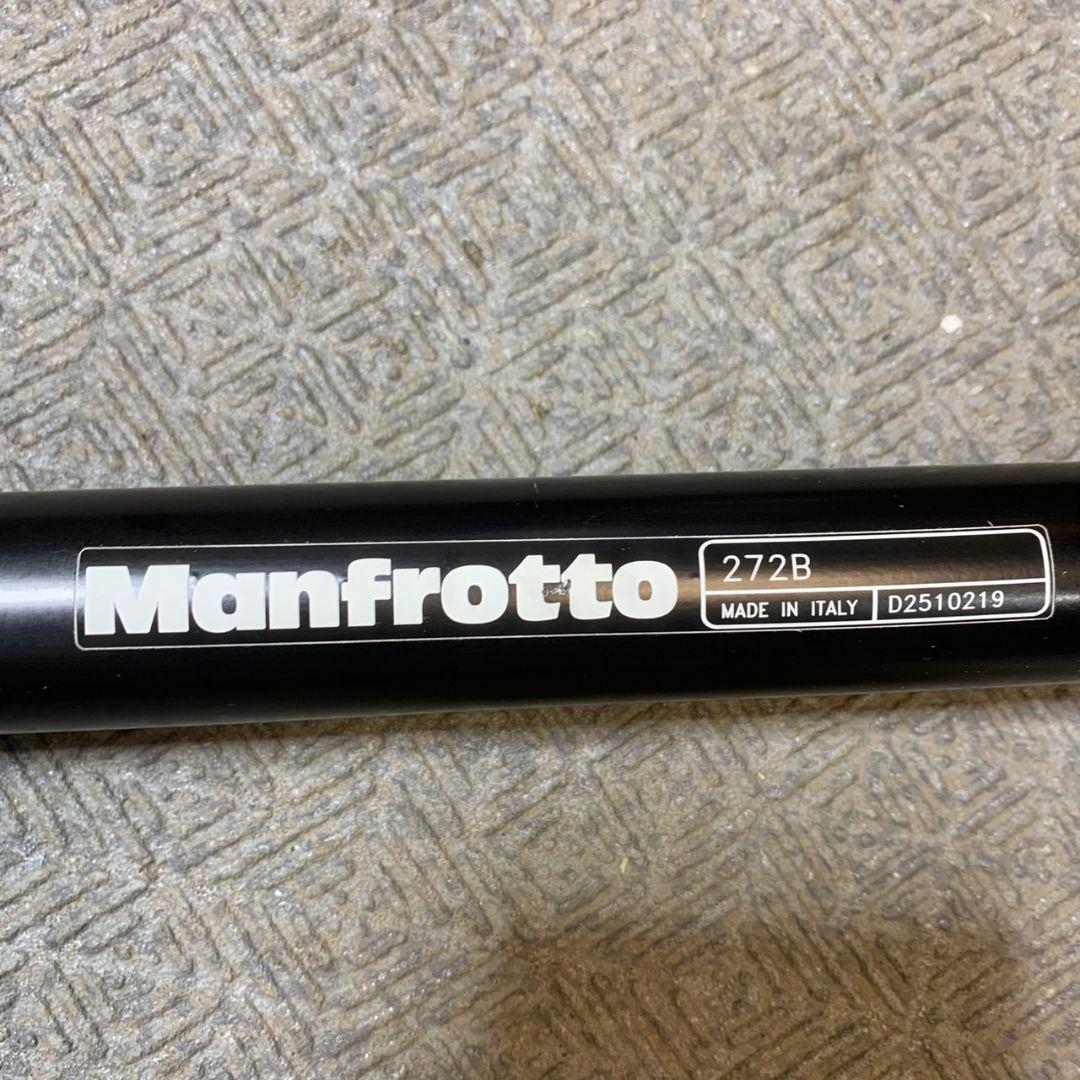 Manfrotto
272B
MADE IN ITALY D2510219